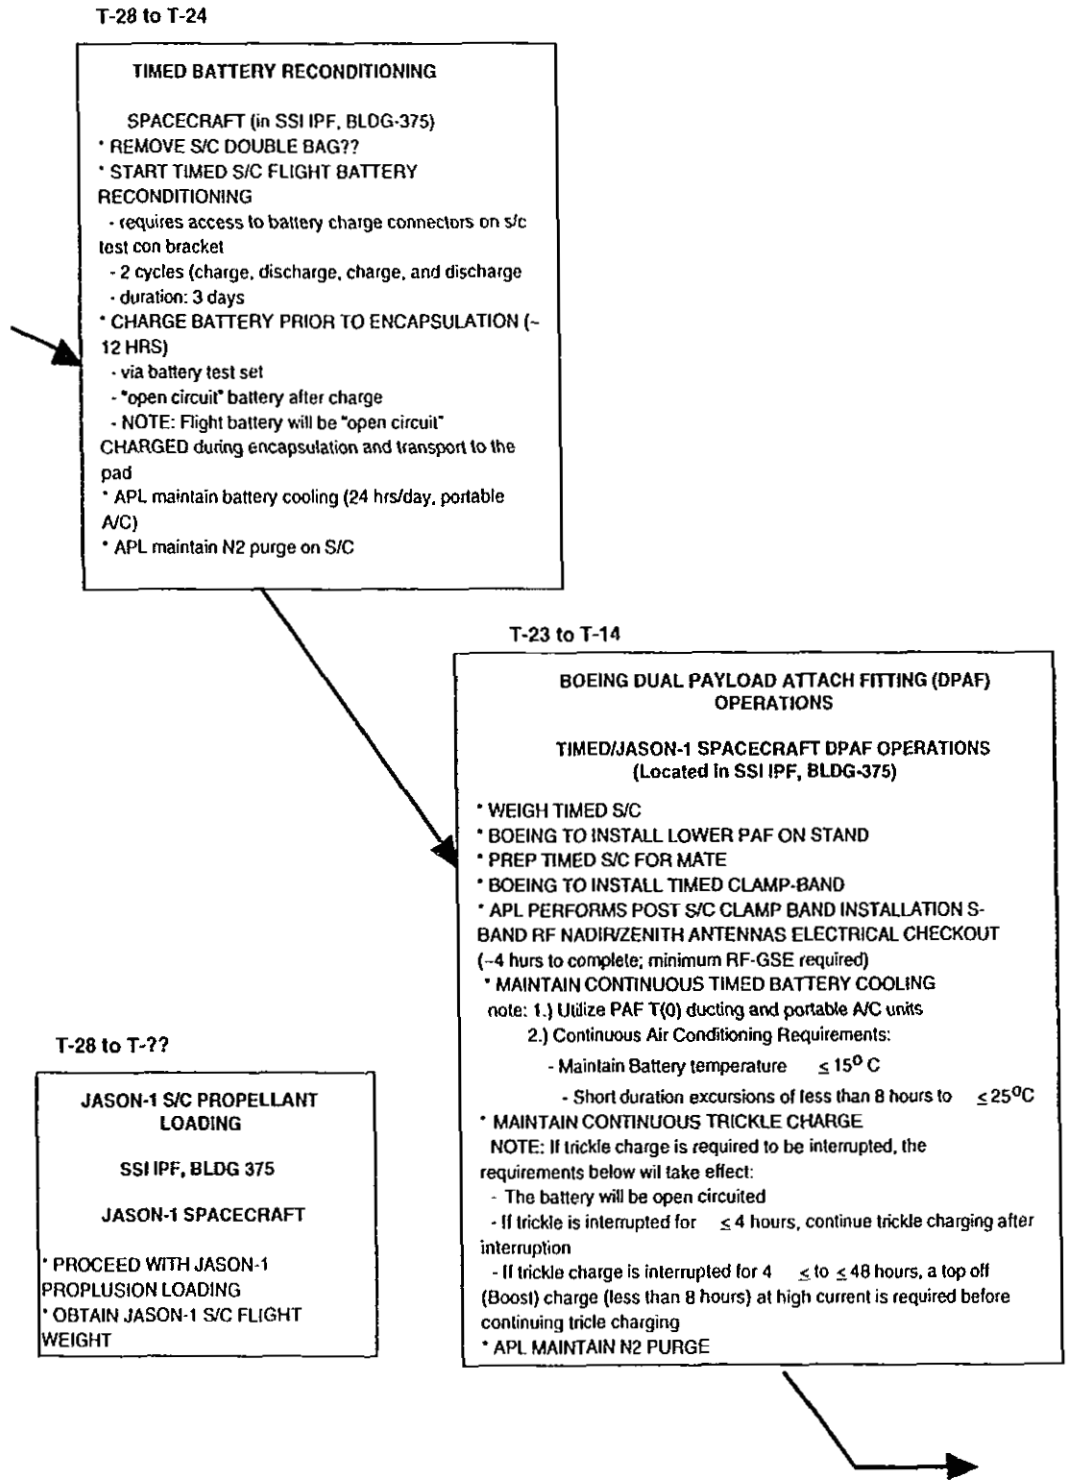 T-28 to T-24
TIMED BATTERY RECONDITIONING
SPACECRAFT (in SSI IPF, BLDG-375)
* REMOVE S/C DOUBLE BAG??
* START TIMED S/C FLIGHT BATTERY
RECONDITIONING
- requires access to battery charge connectors on s/c
test con bracket
- 2 cycles (charge, discharge, charge, and discharge
- duration: 3 days
* CHARGE BATTERY PRIOR TO ENCAPSULATION (~
12 HRS)
- via battery test set
- "open circuit" battery after charge
- NOTE: Flight battery will be "open circuit"
CHARGED during encapsulation and transport to the
pad
* APL maintain battery cooling (24 hrs/day, portable
A/C)
* APL maintain N2 purge on S/C
T-23 to T-14
BOEING DUAL PAYLOAD ATTACH FITTING (DPAF)
OPERATIONS
TIMED/JASON-1 SPACECRAFT DPAF OPERATIONS
(Located in SSI IPF, BLDG-375)
* WEIGH TIMED S/C
* BOEING TO INSTALL LOWER PAF ON STAND
* PREP TIMED S/C FOR MATE
* BOEING TO INSTALL TIMED CLAMP-BAND
* APL PERFORMS POST S/C CLAMP BAND INSTALLATION S-
BAND RF NADIR/ZENITH ANTENNAS ELECTRICAL CHECKOUT
(~4 hurs to complete; minimum RF-GSE required)
* MAINTAIN CONTINUOUS TIMED BATTERY COOLING
note: 1.) Utilize PAF T(0) ducting and portable A/C units
2.) Continuous Air Conditioning Requirements:
- Maintain Battery temperature ≤ 15⁰ C
- Short duration excursions of less than 8 hours to ≤ 25⁰C
* MAINTAIN CONTINUOUS TRICKLE CHARGE
NOTE: If trickle charge is required to be interrupted, the
requirements below wil take effect:
- The battery will be open circuited
- If trickle is interrupted for ≤ 4 hours, continue trickle charging after
interruption
- If trickle charge is interrupted for 4 ≤ to ≤ 48 hours, a top off
(Boost) charge (less than 8 hours) at high current is required before
continuing tricle charging
* APL MAINTAIN N2 PURGE
T-28 to T-??
JASON-1 S/C PROPELLANT
LOADING
SSI IPF, BLDG 375
JASON-1 SPACECRAFT
* PROCEED WITH JASON-1
PROPLUSION LOADING
* OBTAIN JASON-1 S/C FLIGHT
WEIGHT